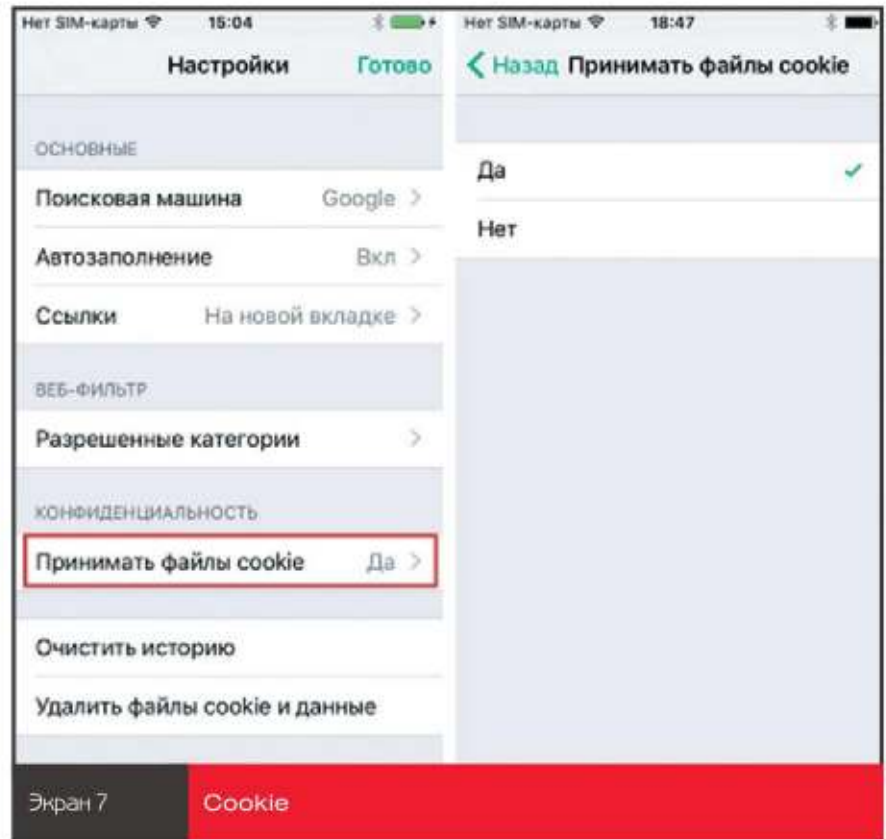 Нет SIM-карты 15:04
Настройки Готово
ОСНОВНЫЕ
Поисковая машина Google
Автозаполнение Вкл
Ссылки На новой вкладке
ВЕБ-ФИЛЬТР
Разрешенные категории
КОНФИДЕНЦИАЛЬНОСТЬ
Принимать файлы cookie Да
Очистить историю
Удалить файлы cookie и данные
Нет SIM-карты 18:47
Назад Принимать файлы cookie
Да
Нет
Экран 7 Cookie